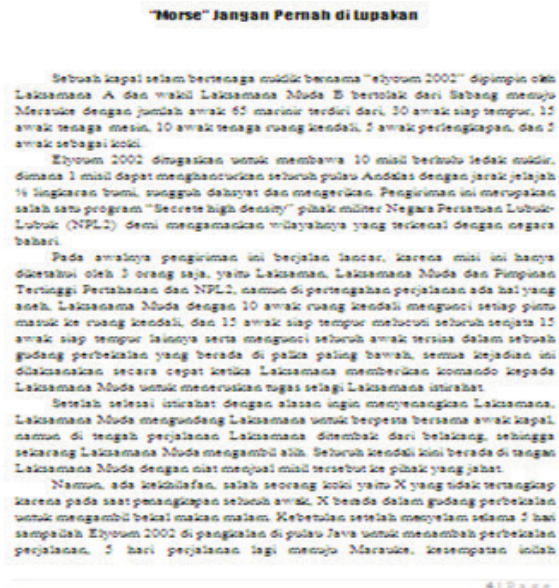 "Morse" Jangan Pernah di Lupakan
Sebuah kapal selam bertenaga nuklir bernama "elyoum 2002" dipimpin oleh
Laksamana A dan wakil Laksamana Muda B bertolak dari Sabang menuju
Merauke dengan jumlah awak 65 marinir terdiri dari, 30 awak siap tempur, 15
awak tenaga mesin, 10 awak tenaga ruang kendali, 5 awak perlengkapan, dan 5
awak sebagai koki.
Elyoum 2002 ditugaskan untuk membawa 10 misil berhulu ledak nuklir,
dimana 1 misil dapat menghancurkan seluruh pulau Andalas dengan jarak jelajah
lingkaran bumi, sungguh dahsyat dan mengerikan. Pengiriman ini merupakan
salah satu program "Secrete high density" pihak militer Negara Persatuan Lubuk-
Lubuk (NPL2) demi mengamankan wilayahnya yang terkenal dengan negara
bahari.
Pada awalnya pengiriman ini berjalan lancar, karena misi ini hanya
diketahui oleh 3 orang saja, yaitu Laksaman, Laksamana Muda dan Pimpinan
Tertinggi Pertahanan dan NPL2, namun di pertengahan perjalanan ada hal yang
aneh, Laksanama Muda dengan 10 awak ruang kendali mengunci setiap pintu
masuk ke ruang kendali, dan 15 awak siap tempur melucuti seluruh senjata 15
awak siap tempur lainnya serta mengunci seluruh awak tersisa dalam sebuah
gudang perbekalan yang berada di palka paling bawah, semua kejadian ini
dilaksanakan secara cepat ketika Laksamana memberikan komando kepada
Laksamana Muda untuk meneruskan tugas selagi Laksamana istirahat.
Setelah selesai istirahat dengan alasan ingin menyenangkan Laksamana,
Laksamana Muda mengundang Laksamana untuk berpesta bersama awak kapal,
namun di tengah perjalanan Laksamana ditembak dari belakang, sehingga
sekarang Laksamana Muda mengambil alih. Seluruh kendali kini berada di tangan
Laksamana Muda dengan niat menjual misil tersebut ke pihak yang jahat.
Namun, ada kekhilafan, salah seorang koki yaitu X yang tidak tertangkap
karena pada saat penangkapan seluruh awak, X berada dalam gudang perbekalan
untuk mengambil bekal makan malam. Kebetulan setelah menyelam selama 5 hari
sampailah Elyoum 2002 di pangkalan di pulau Java untuk menambah perbekalan
perjalanan, 5 hari perjalanan lagi menuju Marauke, kesempatan inilah
4 | P a g e